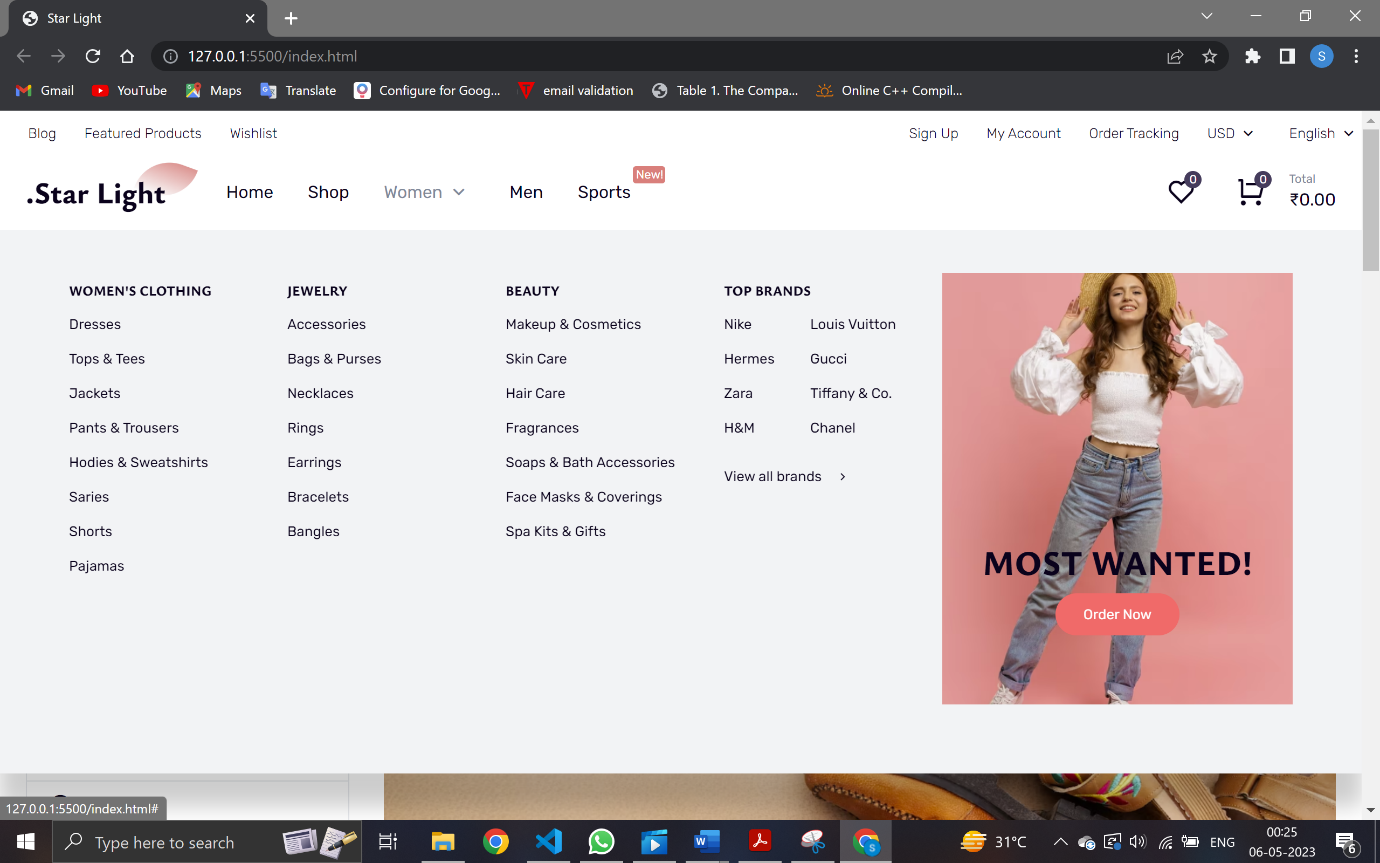 Star Light
127.0.0.1:5500/index.html
S
Gmail YouTube Maps Translate Configure for Goog... email validation Table 1. The Compa... Online C++ Compil...
Blog Featured Products Wishlist Sign Up My Account Order Tracking USD English
.Star Light Home Shop Women Men Sports New! 0 0 Total
₹0.00
WOMEN'S CLOTHING JEWELRY BEAUTY TOP BRANDS
Dresses Accessories Makeup & Cosmetics Nike Louis Vuitton
Tops & Tees Bags & Purses Skin Care Hermes Gucci
Jackets Necklaces Hair Care Zara Tiffany & Co.
Pants & Trousers Rings Fragrances H&M Chanel
Hodies & Sweatshirts Earrings Soaps & Bath Accessories View all brands
Saries Bracelets Face Masks & Coverings
Shorts Bangles Spa Kits & Gifts
Pajamas
MOST WANTED!
Order Now
127.0.0.1:5500/index.html#
Type here to search 31°C ENG 00:25
06-05-2023 6